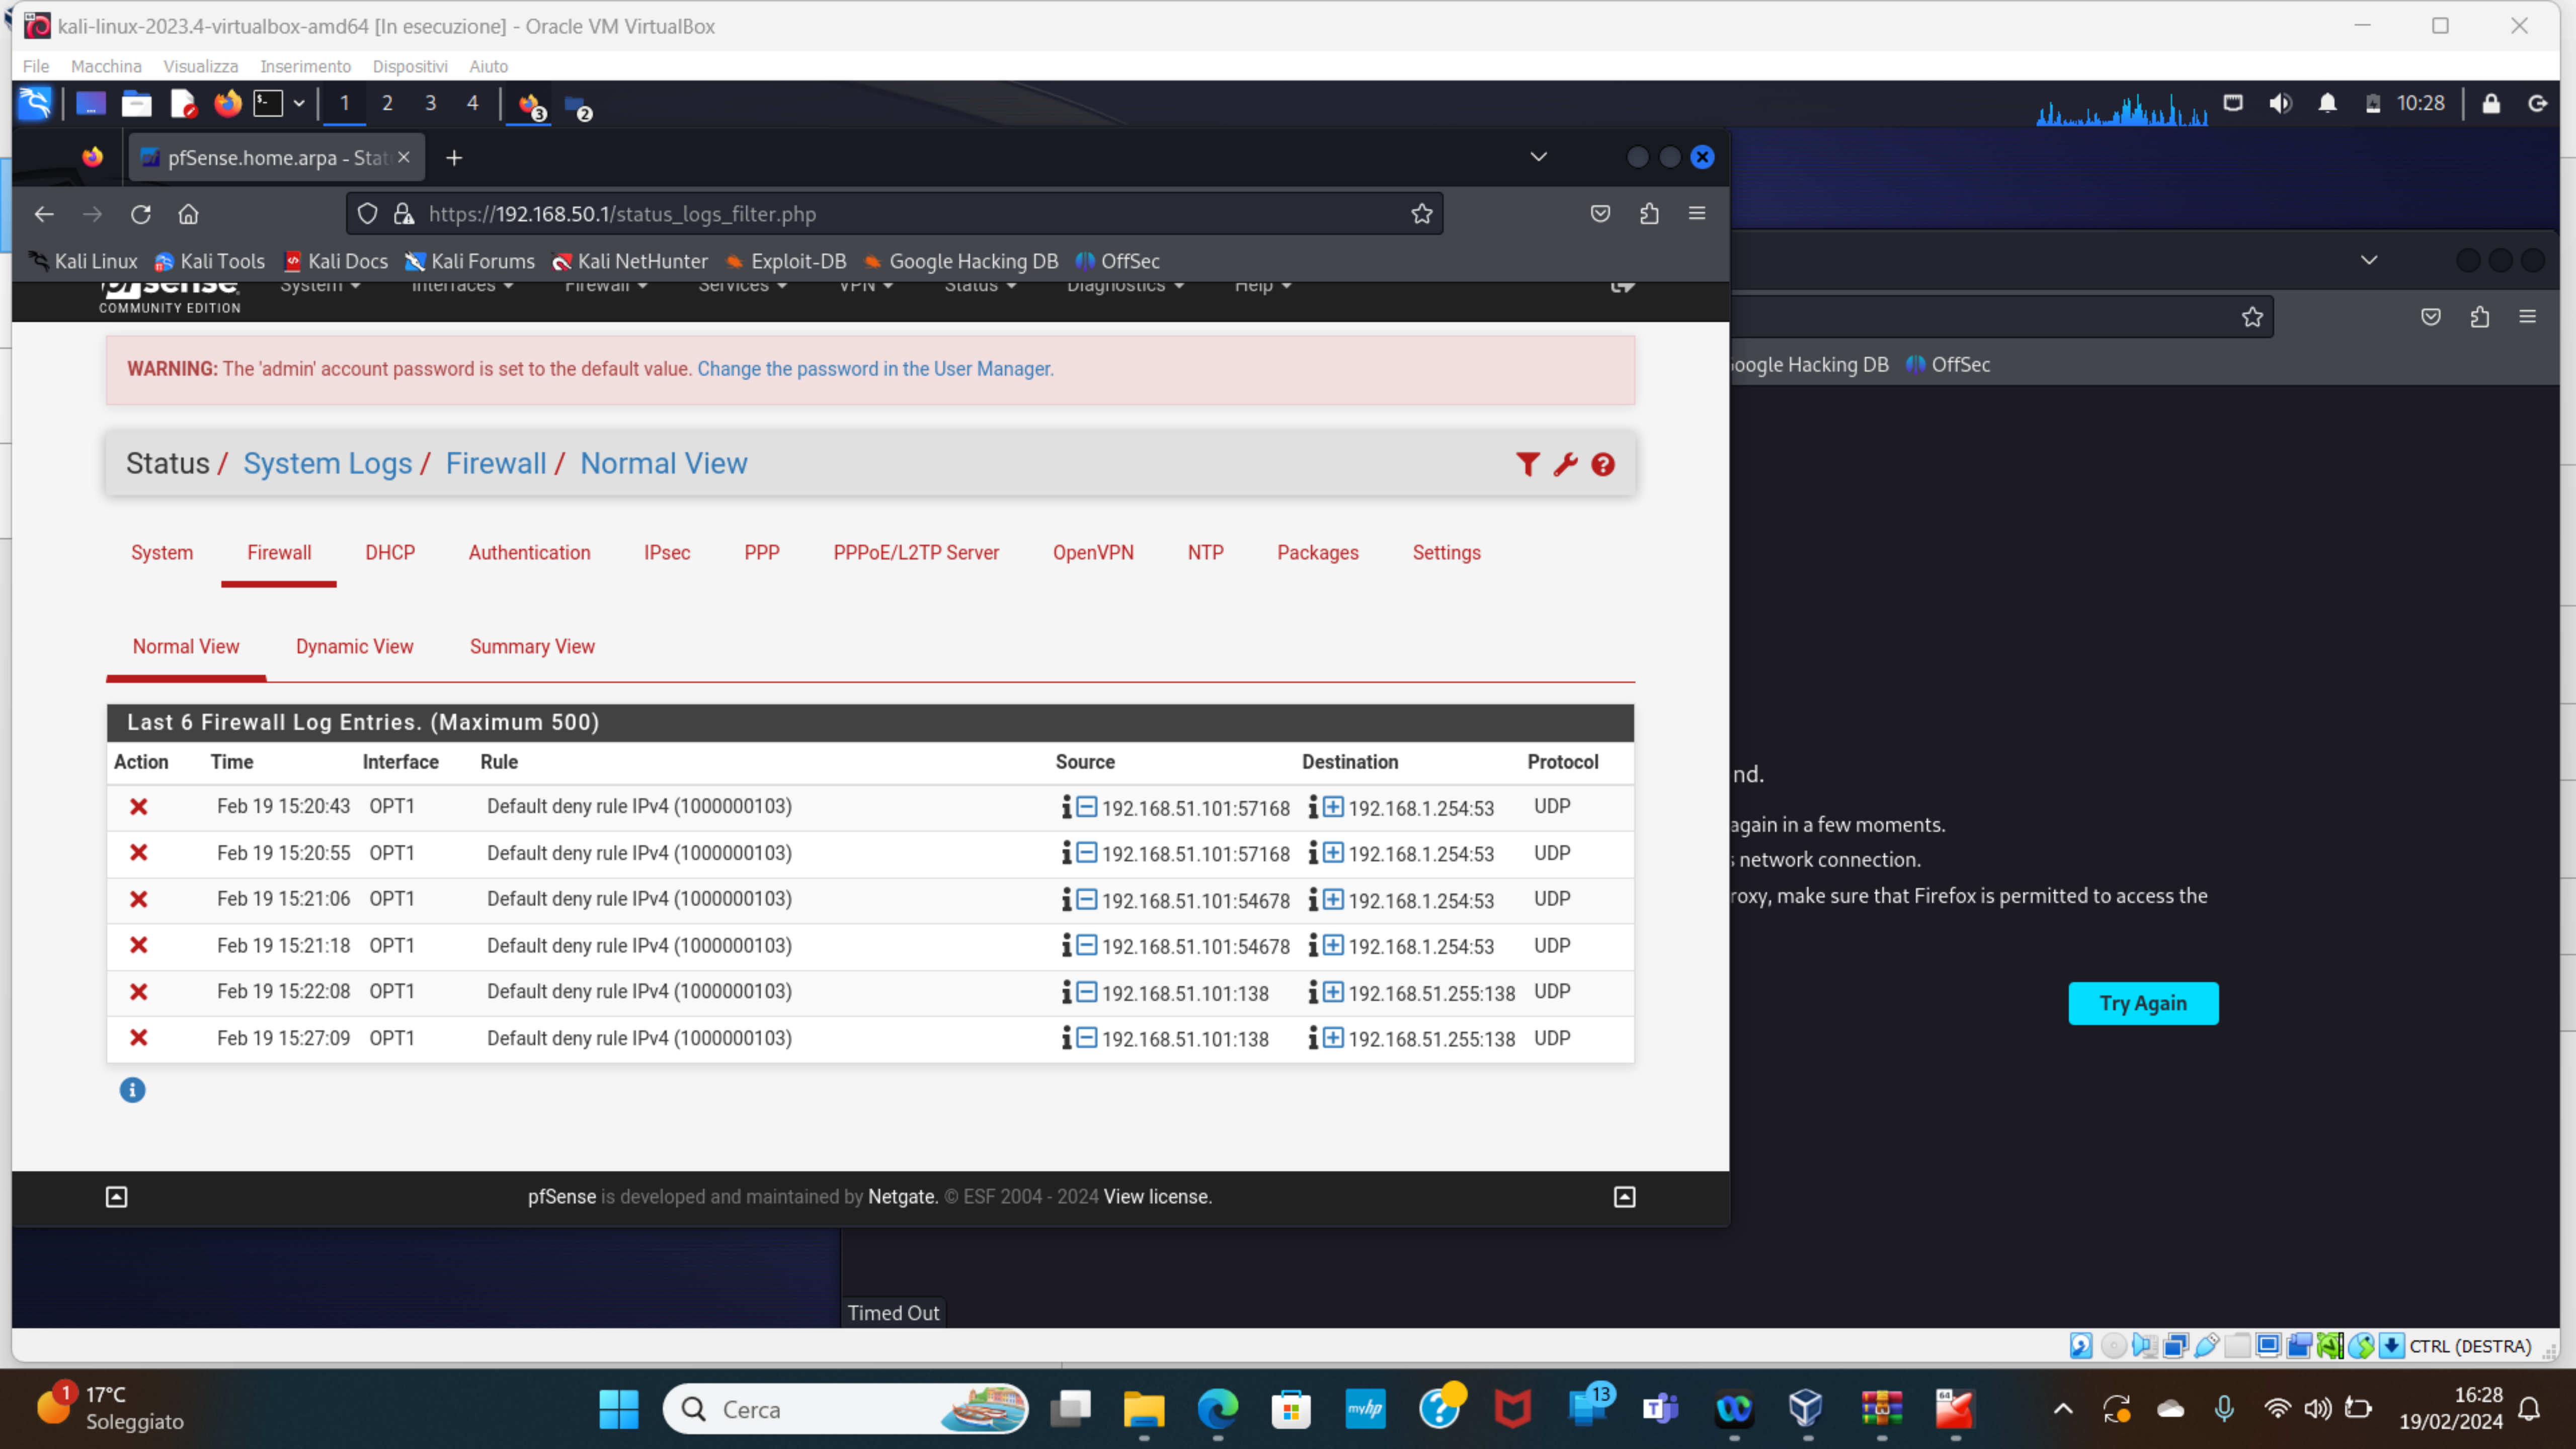 kali-linux-2023.4-virtualbox-amd64 [In esecuzione] - Oracle VM VirtualBox
File Macchina Visualizza Inserimento Dispositivi Aiuto
1 2 3 4 3 2 10:28
pfSense.home.arpa - Stat
https://192.168.50.1/status_logs_filter.php
Kali Linux Kali Tools Kali Docs Kali Forums Kali NetHunter Exploit-DB Google Hacking DB OffSec
System Interfaces Firewall Services VPN Status Diagnostics Help
COMMUNITY EDITION
WARNING: The 'admin' account password is set to the default value. Change the password in the User Manager.
oogle Hacking DB OffSec
Status / System Logs / Firewall / Normal View
System Firewall DHCP Authentication IPsec PPP PPPoE/L2TP Server OpenVPN NTP Packages Settings
Normal View Dynamic View Summary View
Last 6 Firewall Log Entries. (Maximum 500)
Action Time Interface Rule Source Destination Protocol
Feb 19 15:20:43 OPT1 Default deny rule IPv4 (1000000103) 192.168.51.101:57168 192.168.1.254:53 UDP
Feb 19 15:20:55 OPT1 Default deny rule IPv4 (1000000103) 192.168.51.101:57168 192.168.1.254:53 UDP
Feb 19 15:21:06 OPT1 Default deny rule IPv4 (1000000103) 192.168.51.101:54678 192.168.1.254:53 UDP
Feb 19 15:21:18 OPT1 Default deny rule IPv4 (1000000103) 192.168.51.101:54678 192.168.1.254:53 UDP
Feb 19 15:22:08 OPT1 Default deny rule IPv4 (1000000103) 192.168.51.101:138 192.168.51.255:138 UDP
Feb 19 15:27:09 OPT1 Default deny rule IPv4 (1000000103) 192.168.51.101:138 192.168.51.255:138 UDP
nd.
again in a few moments.
network connection.
roxy, make sure that Firefox is permitted to access the
Try Again
pfSense is developed and maintained by Netgate. © ESF 2004 - 2024 View license.
Timed Out
CTRL (DESTRA)
1 17°C
Soleggiato
Cerca
myhp
13
64
16:28
19/02/2024